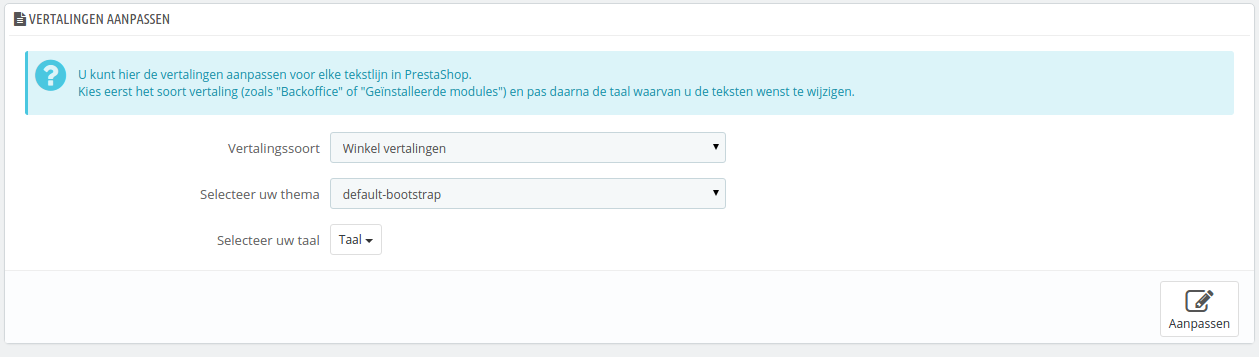 VERTALINGEN AANPASSEN
U kunt hier de vertalingen aanpassen voor elke tekstlijn in PrestaShop.
Kies eerst het soort vertaling (zoals "Backoffice" of "Geïnstalleerde modules") en pas daarna de taal waarvan u de teksten wenst te wijzigen.
Vertalingssoort Winkel vertalingen
Selecteer uw thema default-bootstrap
Selecteer uw taal Taal
Aanpassen